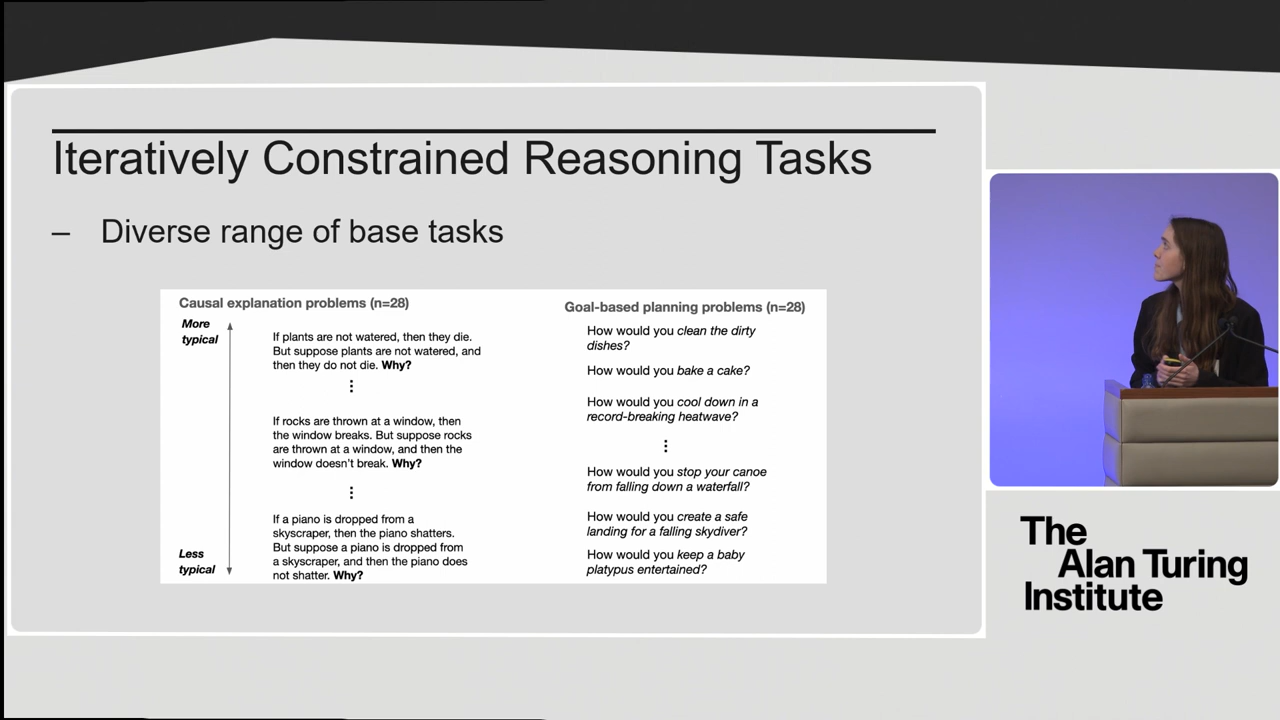 Iteratively Constrained Reasoning Tasks
– Diverse range of base tasks
Causal explanation problems (n=28)
More
typical
If plants are not watered, then they die.
But suppose plants are not watered, and
then they do not die. Why?
⋮
If rocks are thrown at a window, then
the window breaks. But suppose rocks
are thrown at a window, and then the
window doesn't break. Why?
⋮
If a piano is dropped from a
skyscraper, then the piano shatters.
But suppose a piano is dropped from
a skyscraper, and then the piano does
not shatter. Why?
Less
typical
Goal-based planning problems (n=28)
How would you clean the dirty
dishes?
How would you bake a cake?
How would you cool down in a
record-breaking heatwave?
⋮
How would you stop your canoe
from falling down a waterfall?
How would you create a safe
landing for a falling skydiver?
How would you keep a baby
platypus entertained?
The
Alan Turing
Institute